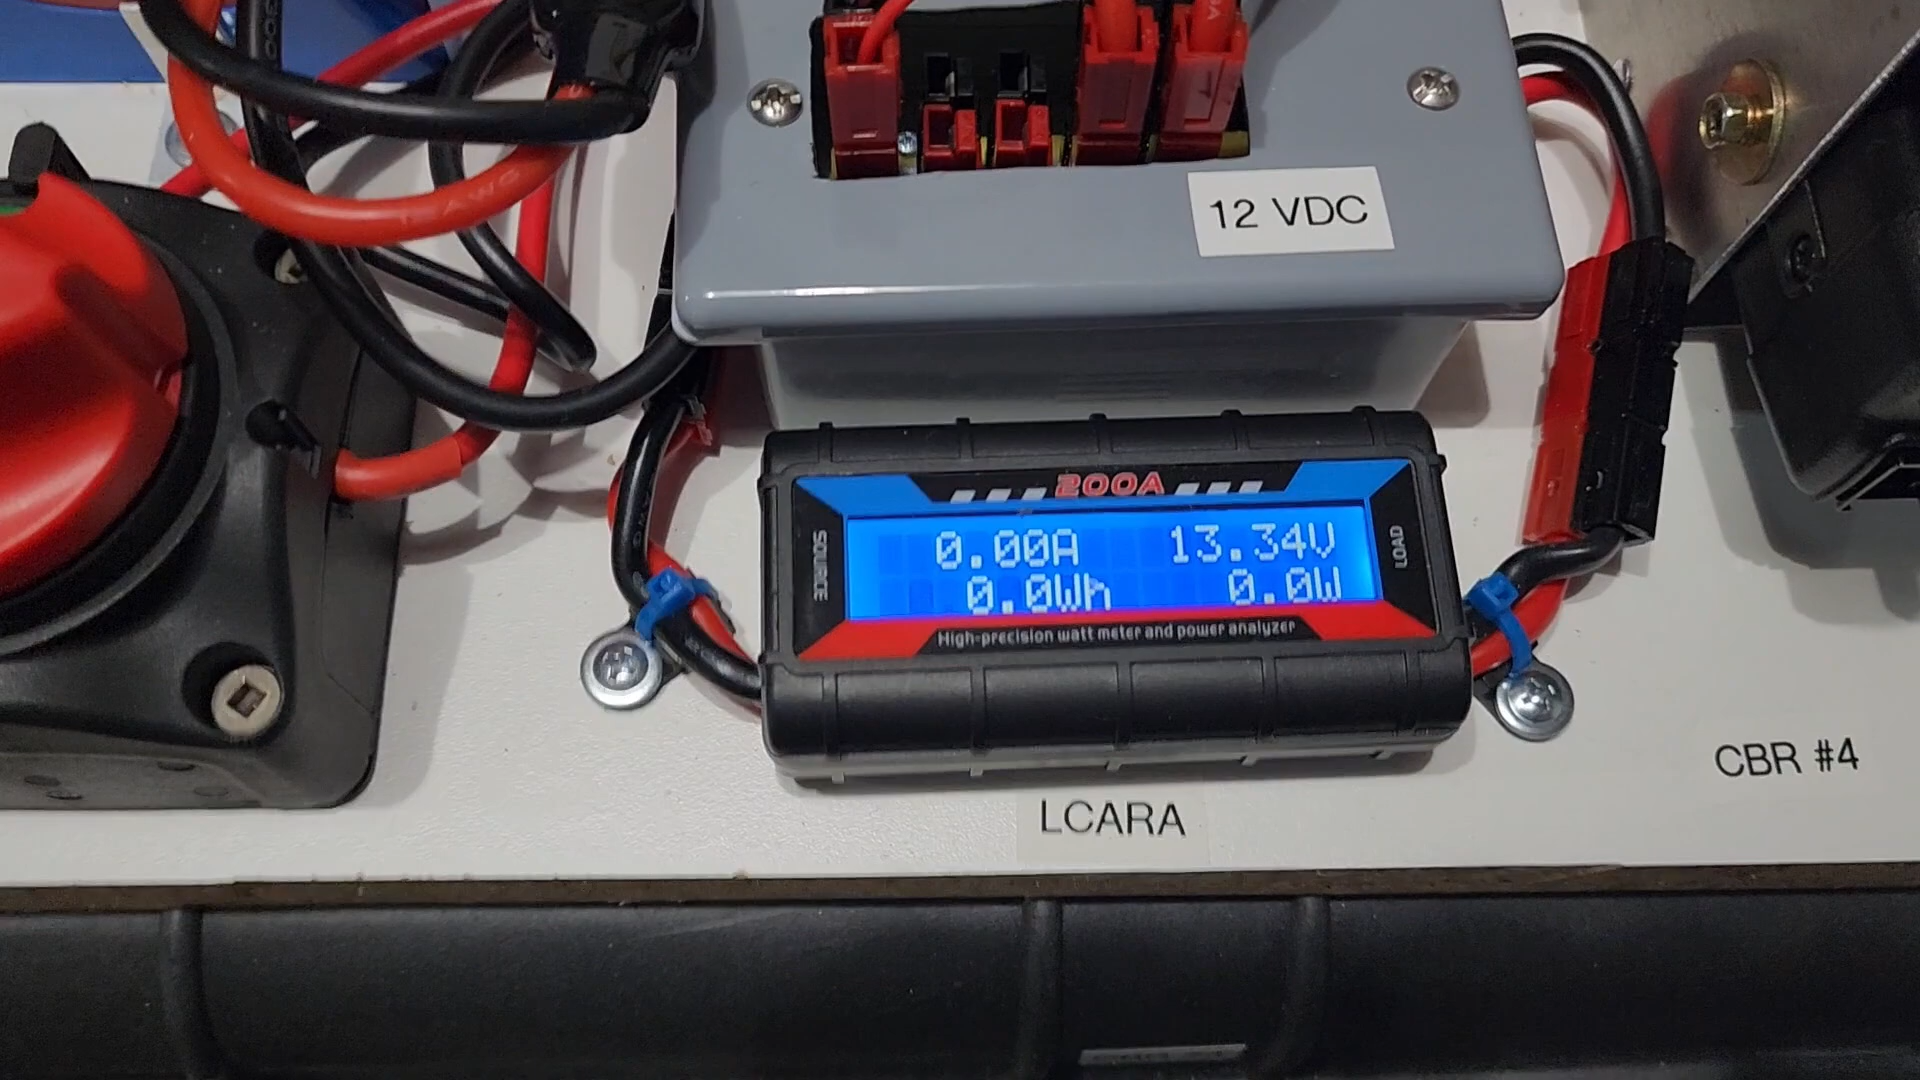 12 VDC
200A
SOURCE
0.00A 13.34V
0.0Wh 0.0W
LOAD
High-precision watt meter and power analyzer
CBR #4
LCARA
AWG